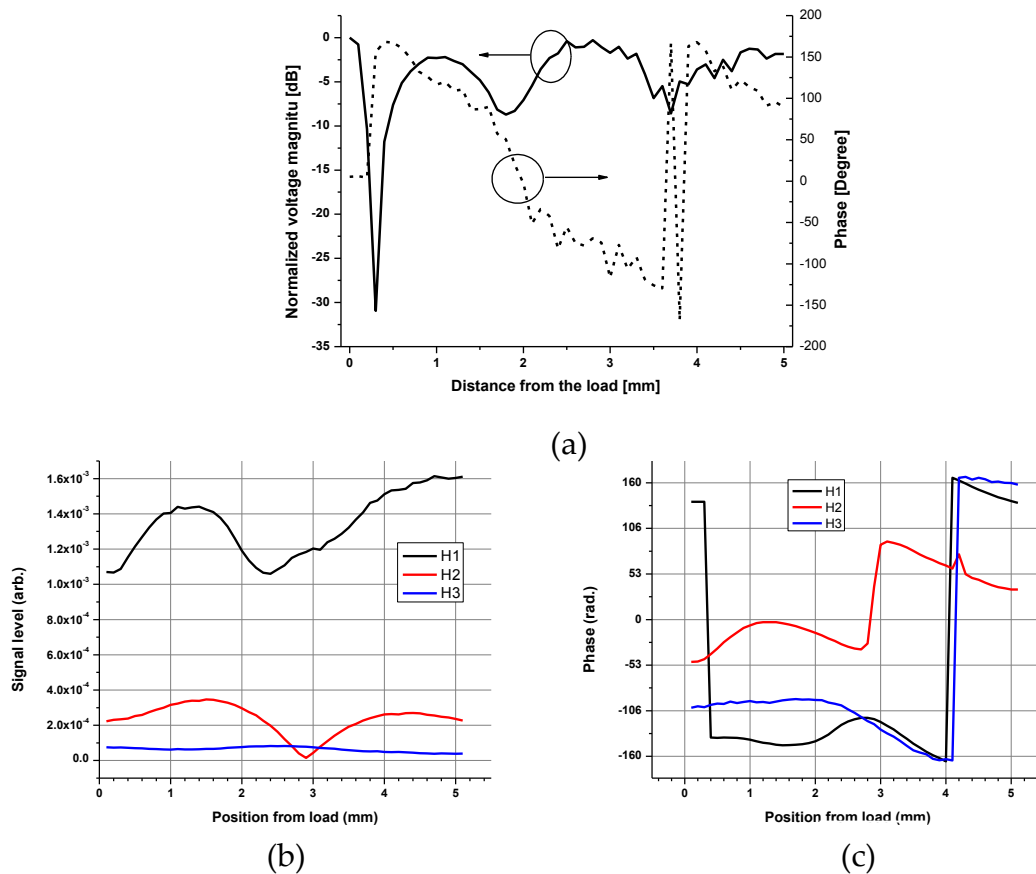 Normalized voltage magnitu [dB]
0
-5
-10
-15
-20
-25
-30
-35
200
150
100
50
0
-50
-100
-150
-200
Phase [Degree]
0 1 2 3 4 5
Distance from the load [mm]
(a)
Signal level (arb.)
1.6x10⁻³
1.4x10⁻³
1.2x10⁻³
1.0x10⁻³
8.0x10⁻⁴
6.0x10⁻⁴
4.0x10⁻⁴
2.0x10⁻⁴
0.0
H1
H2
H3
0 1 2 3 4 5
Position from load (mm)
(b)
Phase (rad.)
160
106
53
0
-53
-106
-160
H1
H2
H3
0 1 2 3 4 5
Position from load (mm)
(c)